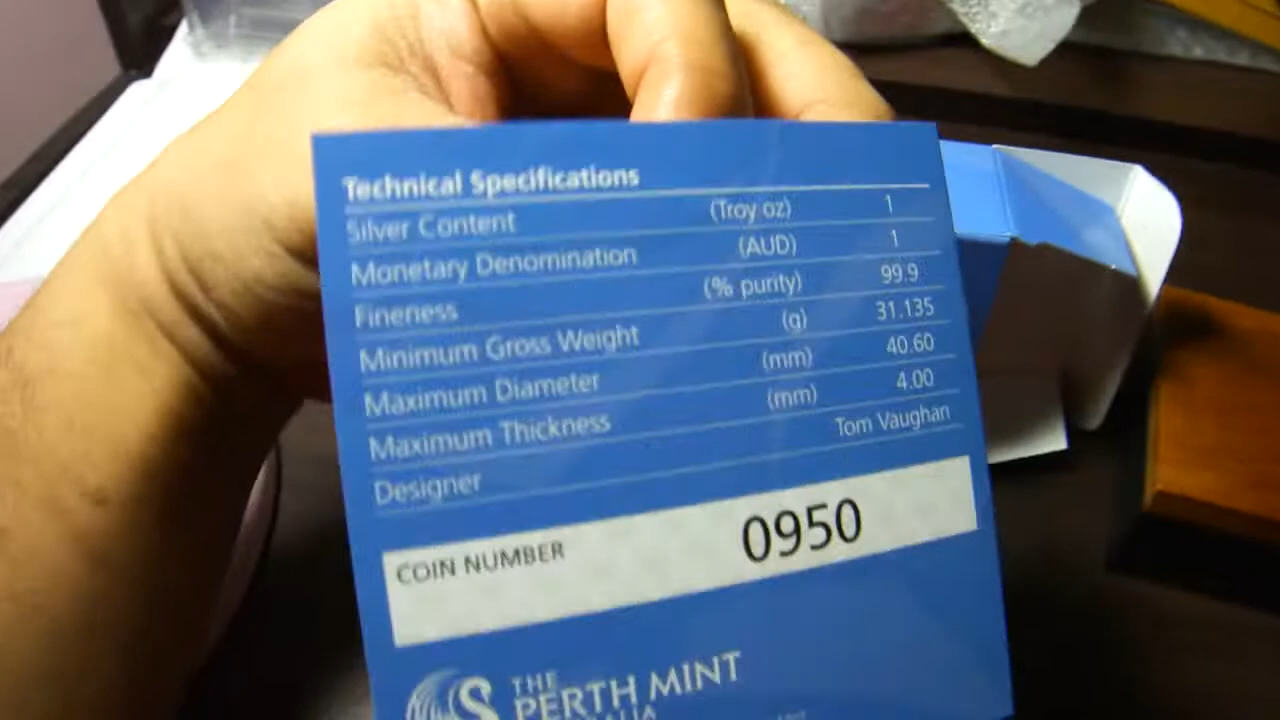 Technical Specifications
Silver Content (Troy oz) 1
Monetary Denomination (AUD) 1
Fineness (% purity) 99.9
Minimum Gross Weight (g) 31.135
Maximum Diameter (mm) 40.60
Maximum Thickness (mm) 4.00
Designer Tom Vaughan
COIN NUMBER 0950
THE
PERTH MINT